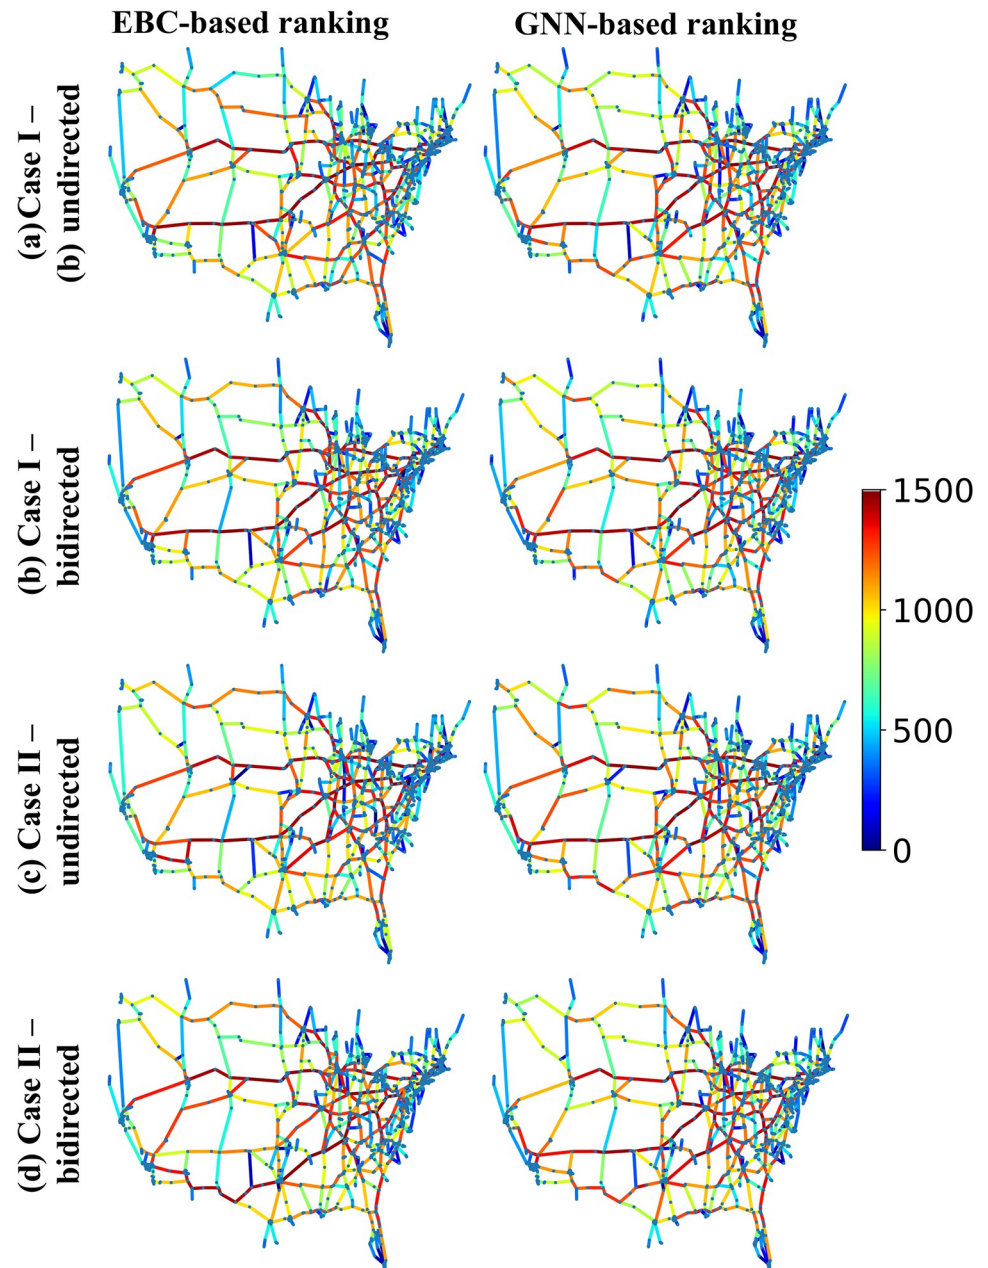 EBC-based ranking
GNN-based ranking
(a)Case I –
(b) undirected
(b) Case I –
bidirected
(c) Case II –
undirected
(d) Case II –
bidirected
1500
1000
500
0